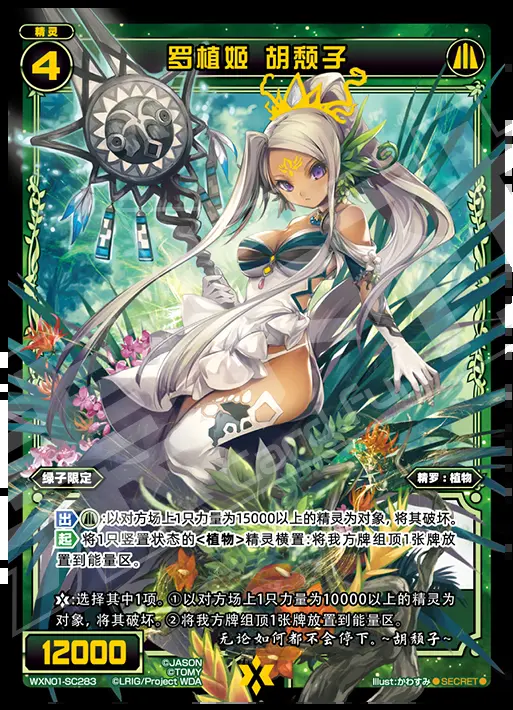 精灵
4
罗植姬 胡颓子
绿子限定
精罗:植物
出 :以对方场上1只力量为15000以上的精灵为对象,将其破坏。
起 将1只竖置状态的<植物>精灵横置:将我方牌组顶1张牌放
置到能量区。
:选择其中1项。①以对方场上1只力量为10000以上的精灵为
对象,将其破坏。②将我方牌组顶1张牌放置到能量区。
无论如何都不会停下。~胡颓子~
12000
©JASON
©TOMY
WXN01-SC283
©LRIG/Project WDA
Illust:かわすみ
SECRET